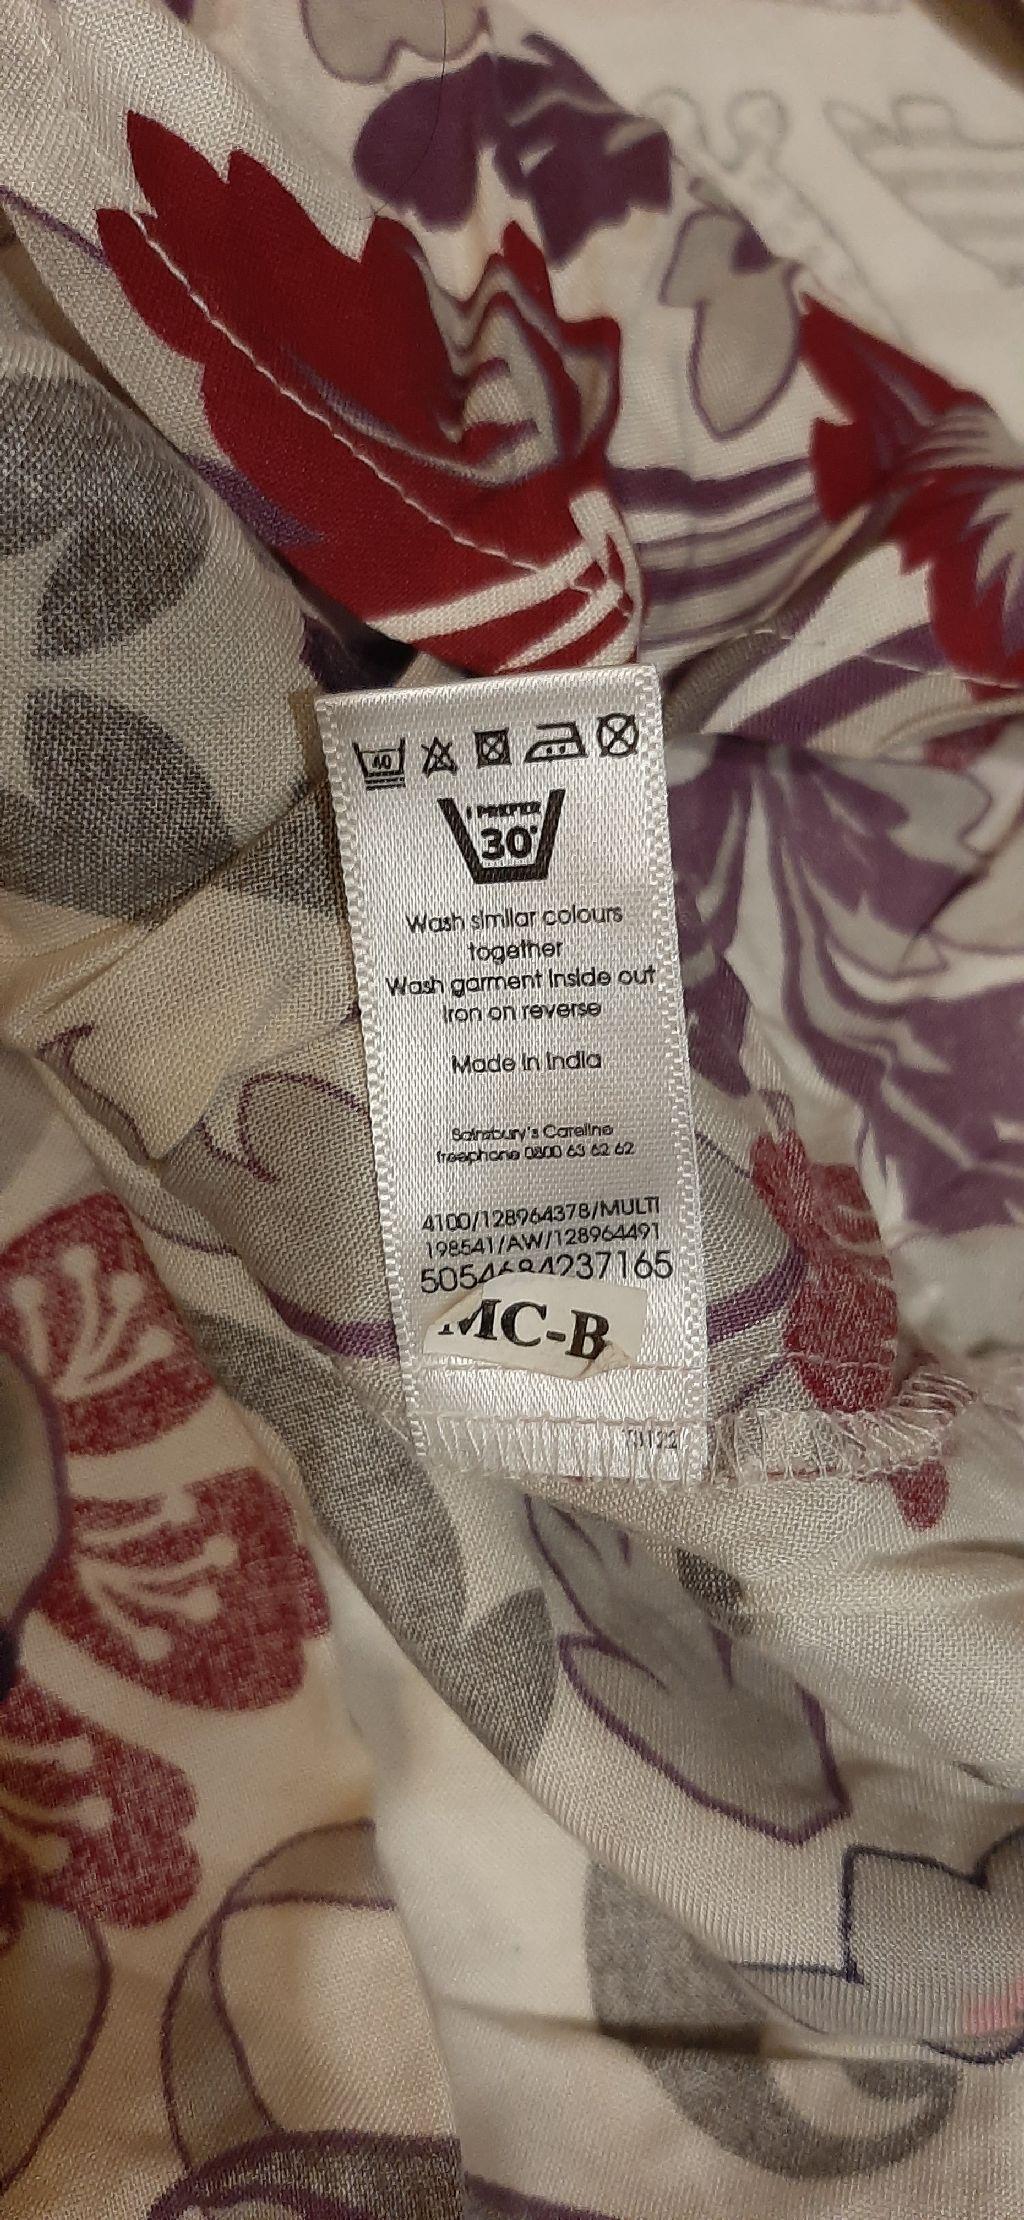 40
I PREFER
30°
Wash similar colours
together
Wash garment inside out
Iron on reverse
Made in India
Sainsbury's Careline
freephone 0800 63 62 62
4100/128964378/MULTI
198541/AW/128964491
5054684237165
MC-B